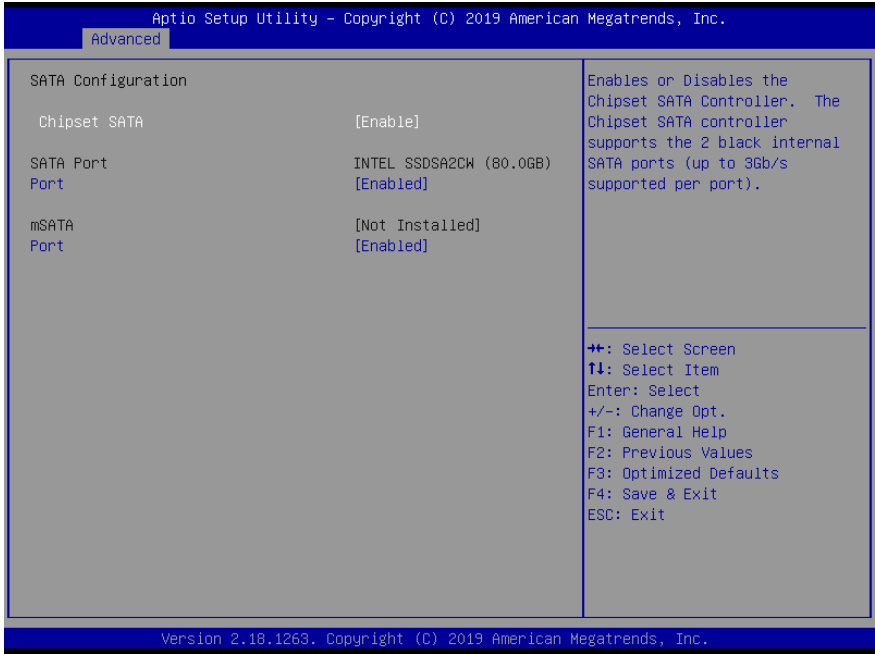 Aptio Setup Utility – Copyright (C) 2019 American Megatrends, Inc.
Advanced
SATA Configuration
Chipset SATA [Enable]
SATA Port INTEL SSDSA2CW (80.0GB)
Port [Enabled]
mSATA [Not Installed]
Port [Enabled]
Enables or Disables the
Chipset SATA Controller. The
Chipset SATA controller
supports the 2 black internal
SATA ports (up to 3Gb/s
supported per port).
→←: Select Screen
↑↓: Select Item
Enter: Select
+/-: Change Opt.
F1: General Help
F2: Previous Values
F3: Optimized Defaults
F4: Save & Exit
ESC: Exit
Version 2.18.1263. Copyright (C) 2019 American Megatrends, Inc.